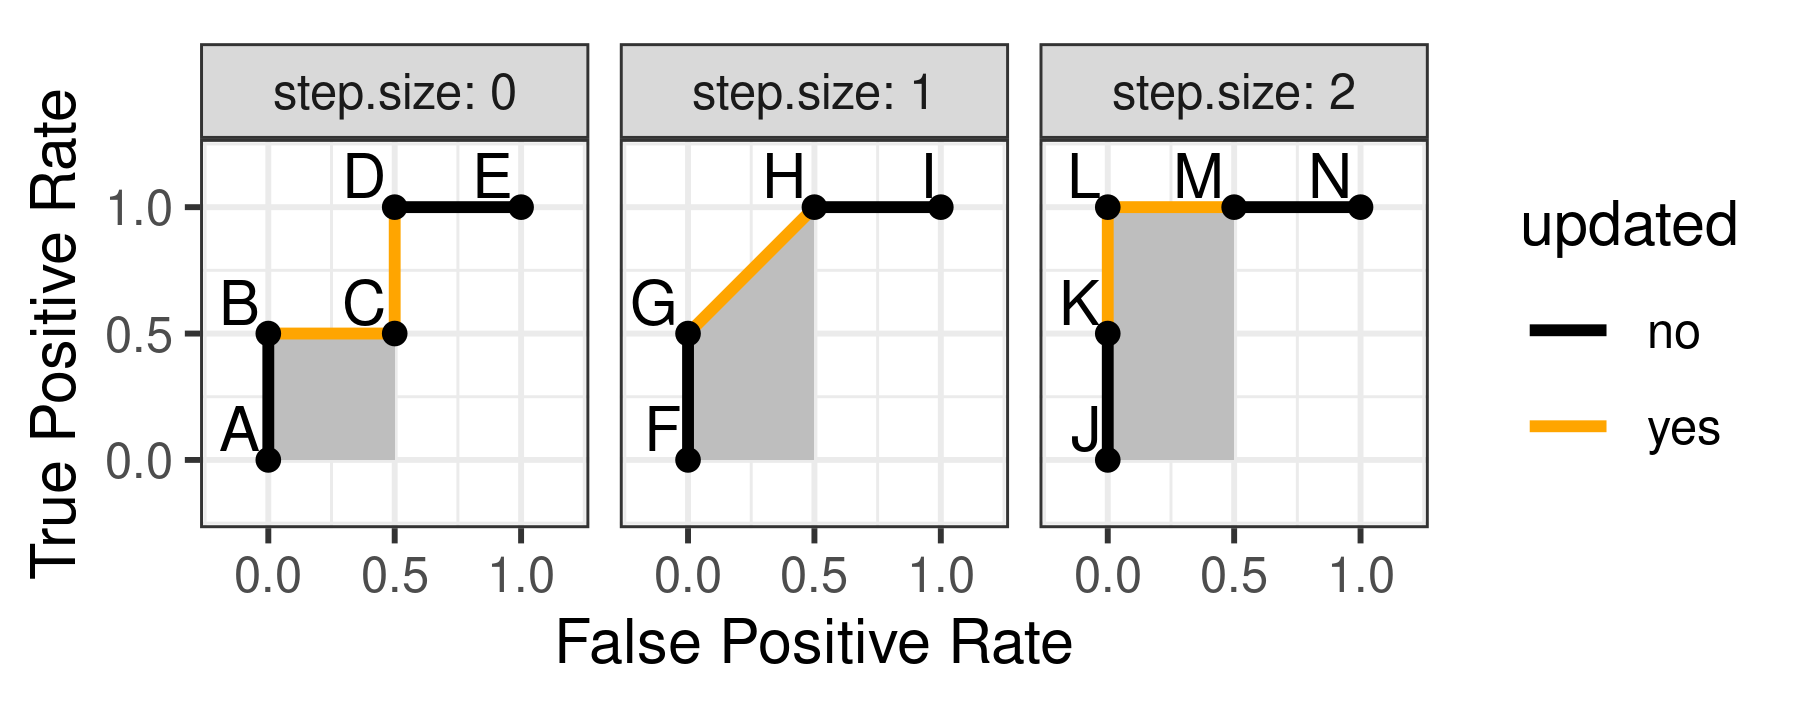 step.size: 0
step.size: 1
step.size: 2
True Positive Rate
1.0
0.5
0.0
D E
B C
A
H I
G
F
L M N
K
J
0.0 0.5 1.0
0.0 0.5 1.0
0.0 0.5 1.0
False Positive Rate
updated
no
yes